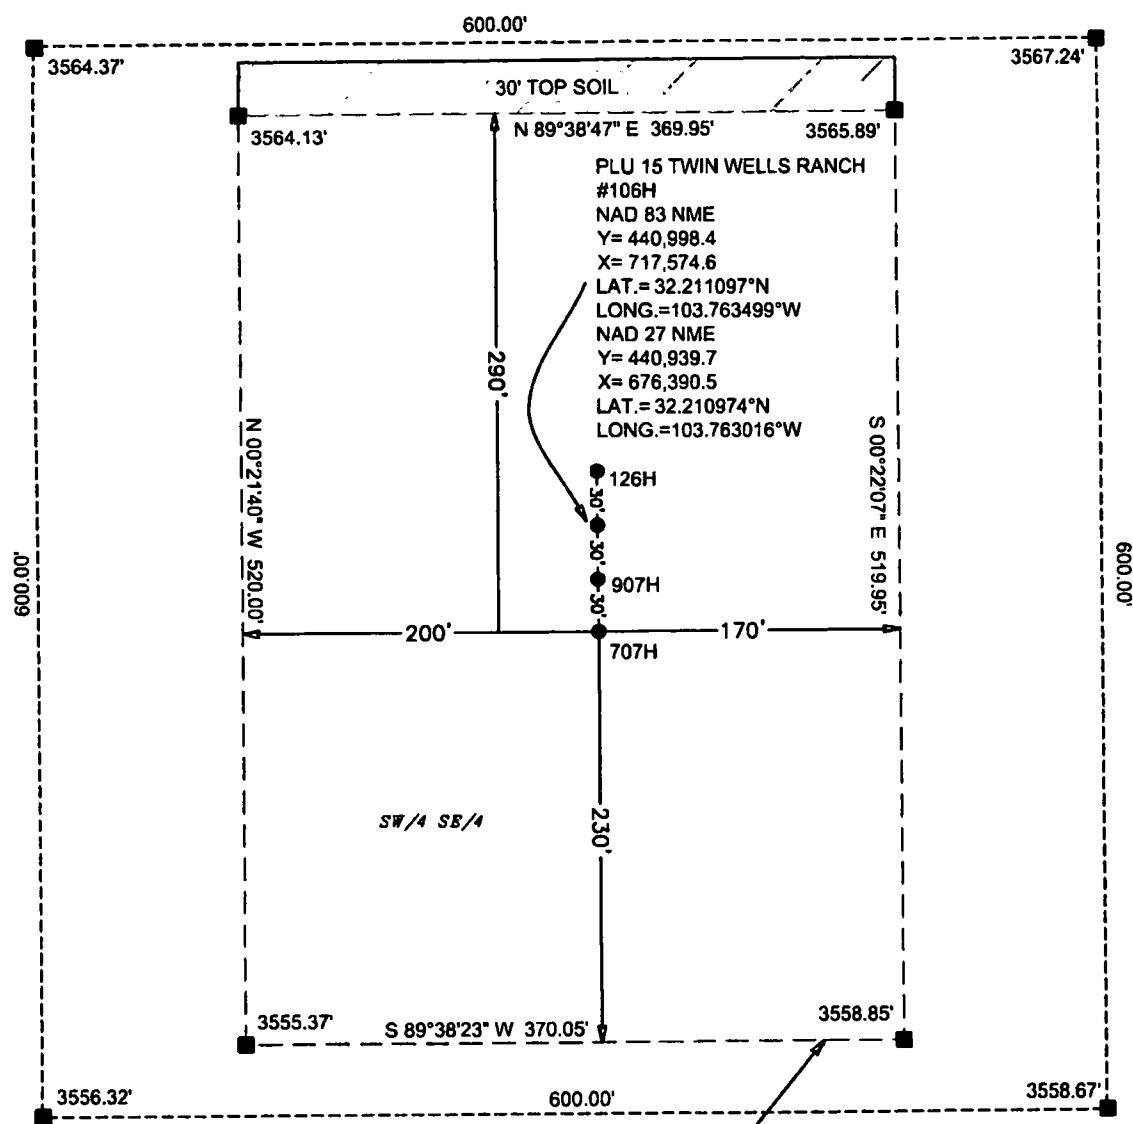 600.00'
3564.37'
3567.24'
30' TOP SOIL
N 89°38'47" E 369.95'
3564.13'
3565.89'
PLU 15 TWIN WELLS RANCH
#106H
NAD 83 NME
Y= 440,998.4
X= 717,574.6
LAT.= 32.211097°N
LONG.=103.763499°W
NAD 27 NME
Y= 440,939.7
X= 676,390.5
LAT.= 32.210974°N
LONG.=103.763016°W
290'
N 00°21'40" W 520.00'
S 00°22'07" E 519.95'
600.00'
600.00'
126H
30'
30'
907H
30'
200'
170'
707H
230'
SW/4 SE/4
3555.37'
S 89°38'23" W 370.05'
3558.85'
3556.32'
600.00'
3558.67'